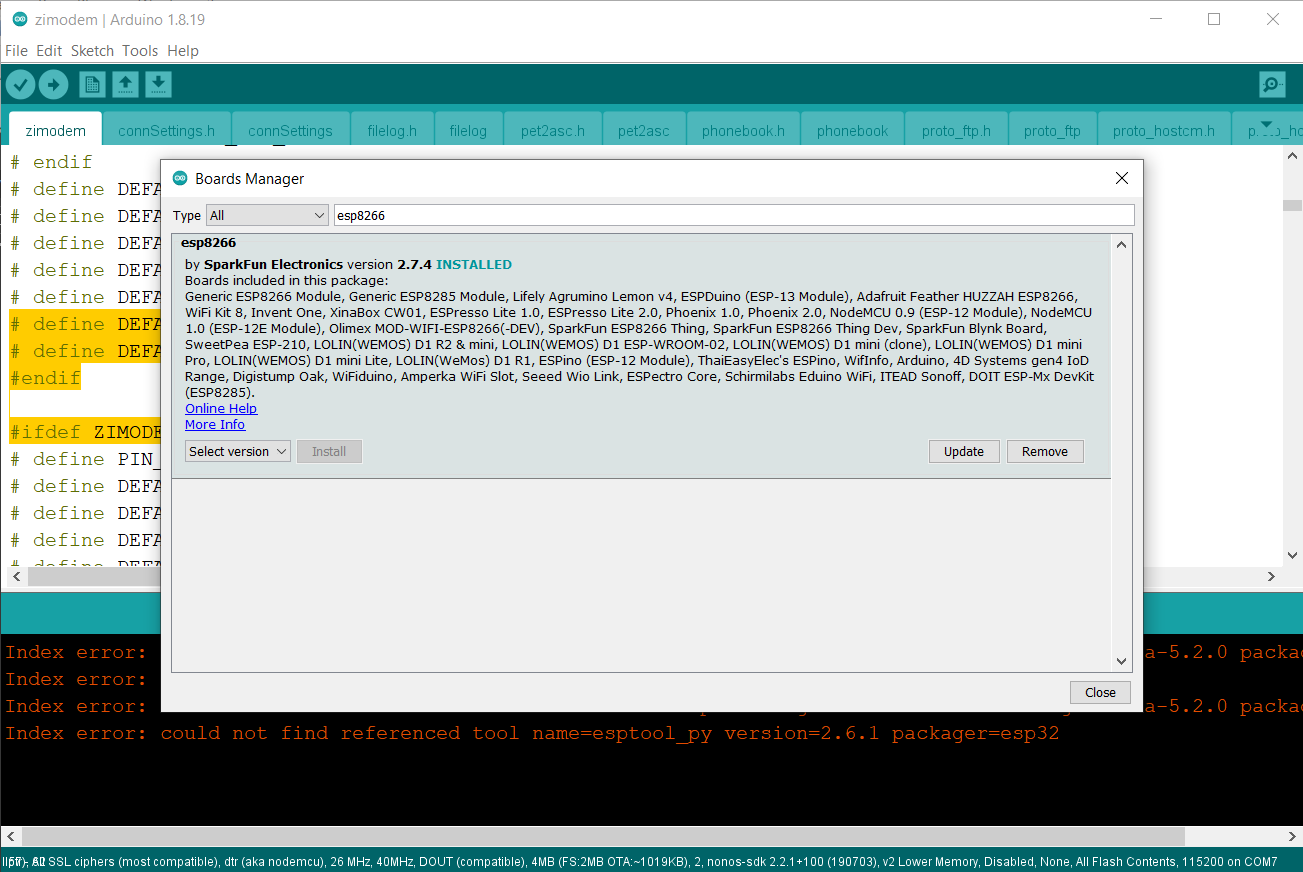 zimodem | Arduino 1.8.19
File Edit Sketch Tools Help
zimodem connSettings.h connSettings filelog.h filelog pet2asc.h pet2asc phonebook.h phonebook proto_ftp.h proto_ftp proto_hostcm.h
# endif
# define DEFA
# define DEFA
# define DEFA
# define DEFA
# define DEFA
# define DEFA
# define DEFA
#endif
#ifdef ZIMODE
# define PIN_
# define DEFA
# define DEFA
# define DEFA
# define DEFA
Boards Manager
Type All esp8266
esp8266
by SparkFun Electronics version 2.7.4 INSTALLED
Boards included in this package:
Generic ESP8266 Module, Generic ESP8285 Module, Lifely Agrumino Lemon v4, ESPDuino (ESP-13 Module), Adafruit Feather HUZZAH ESP8266,
WiFi Kit 8, Invent One, XinaBox CW01, ESPresso Lite 1.0, ESPresso Lite 2.0, Phoenix 1.0, Phoenix 2.0, NodeMCU 0.9 (ESP-12 Module), NodeMCU
1.0 (ESP-12E Module), Olimex MOD-WIFI-ESP8266(-DEV), SparkFun ESP8266 Thing, SparkFun ESP8266 Thing Dev, SparkFun Blynk Board,
SweetPea ESP-210, LOLIN(WEMOS) D1 R2 & mini, LOLIN(WEMOS) D1 ESP-WROOM-02, LOLIN(WEMOS) D1 mini (clone), LOLIN(WEMOS) D1 mini
Pro, LOLIN(WEMOS) D1 mini Lite, LOLIN(WeMos) D1 R1, ESPino (ESP-12 Module), ThaiEasyElec's ESPino, WifInfo, Arduino, 4D Systems gen4 IoD
Range, Digistump Oak, WiFiduino, Amperka WiFi Slot, Seeed Wio Link, ESPectro Core, Schirmilabs Eduino WiFi, ITEAD Sonoff, DOIT ESP-Mx DevKit
(ESP8285).
Online Help
More Info
Select version Install Update Remove
Close
Index error: a-5.2.0 packa
Index error:
Index error: a-5.2.0 packa
Index error: could not find referenced tool name=esptool_py version=2.6.1 packager=esp32
All SSL ciphers (most compatible), dtr (aka nodemcu), 26 MHz, 40MHz, DOUT (compatible), 4MB (FS:2MB OTA:~1019KB), 2, nonos-sdk 2.2.1+100 (190703), v2 Lower Memory, Disabled, None, All Flash Contents, 115200 on COM7